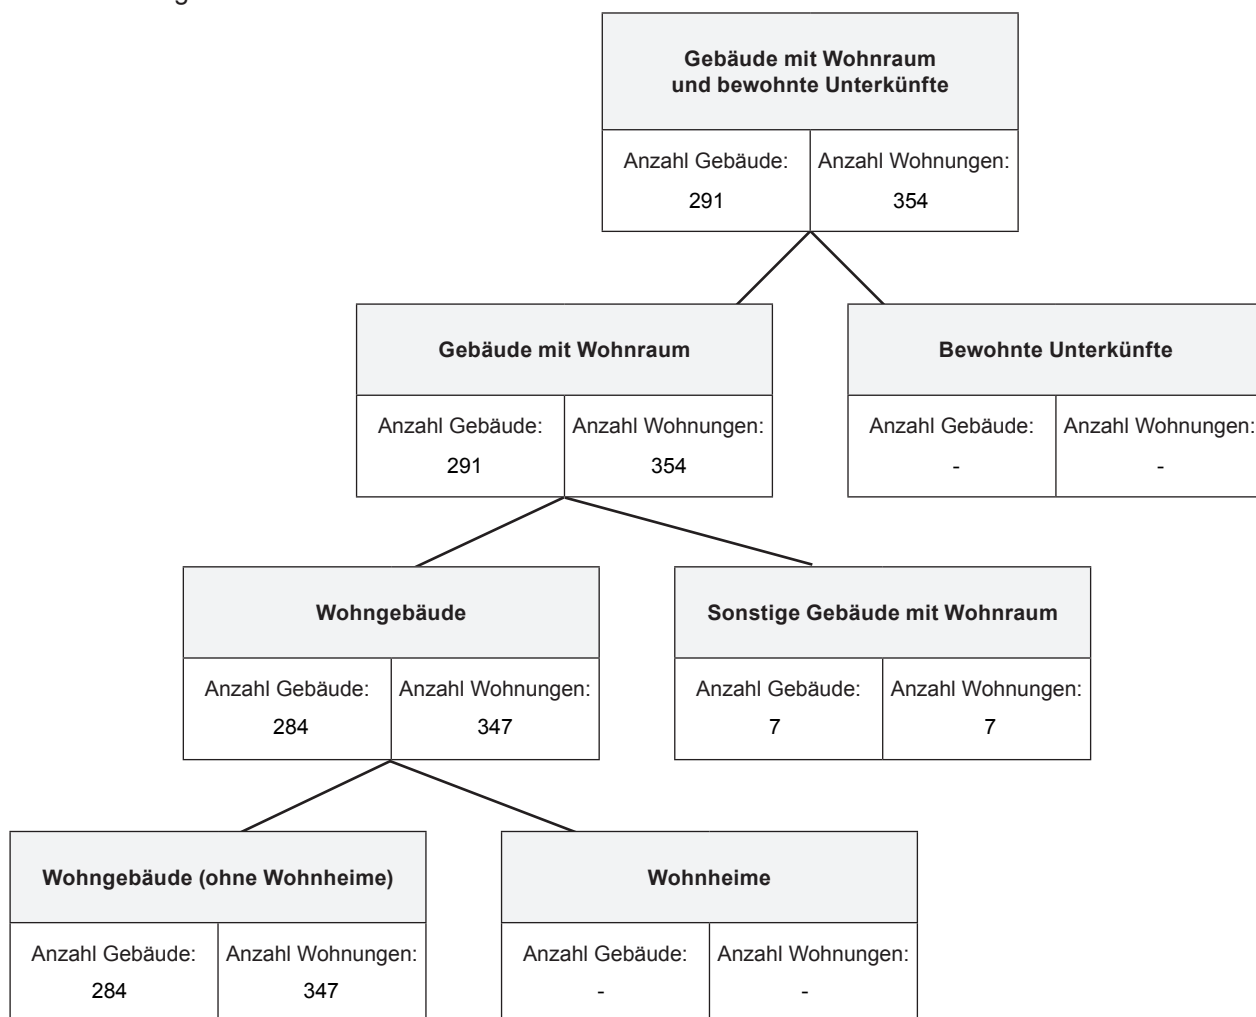 Gebäude mit Wohnraum
und bewohnte Unterkünfte
Anzahl Gebäude: Anzahl Wohnungen:
291 354
Gebäude mit Wohnraum
Anzahl Gebäude: Anzahl Wohnungen:
291 354
Bewohnte Unterkünfte
Anzahl Gebäude: Anzahl Wohnungen:
- -
Wohngebäude
Anzahl Gebäude: Anzahl Wohnungen:
284 347
Sonstige Gebäude mit Wohnraum
Anzahl Gebäude: Anzahl Wohnungen:
7 7
Wohngebäude (ohne Wohnheime)
Anzahl Gebäude: Anzahl Wohnungen:
284 347
Wohnheime
Anzahl Gebäude: Anzahl Wohnungen:
- -